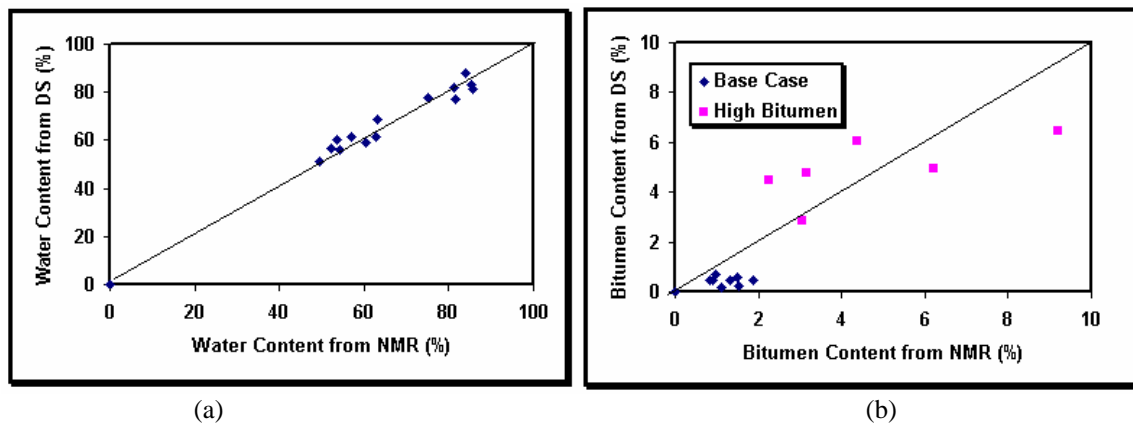 100
80
60
40
20
0
0 20 40 60 80 100
Water Content from DS (%)
Water Content from NMR (%)
(a)
10
8
6
4
2
0
0 2 4 6 8 10
Bitumen Content from DS (%)
Base Case
High Bitumen
Bitumen Content from NMR (%)
(b)